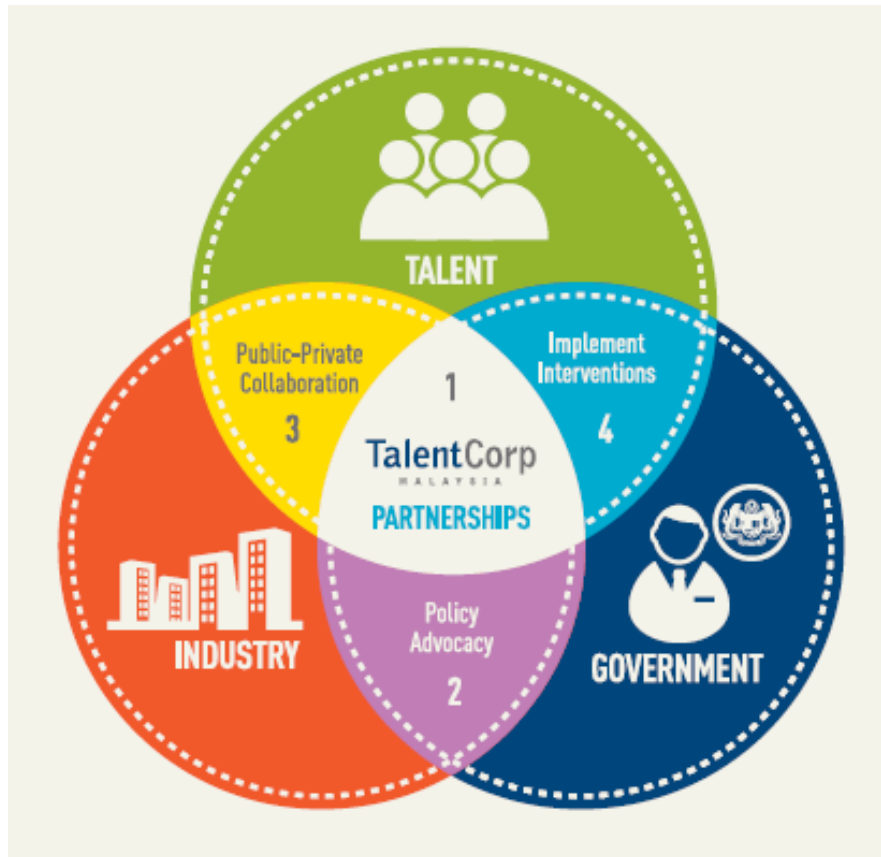 TALENT
Public-Private
Collaboration
3
1
TalentCorp
MALAYSIA
PARTNERSHIPS
Implement
Interventions
4
INDUSTRY
Policy
Advocacy
2
GOVERNMENT